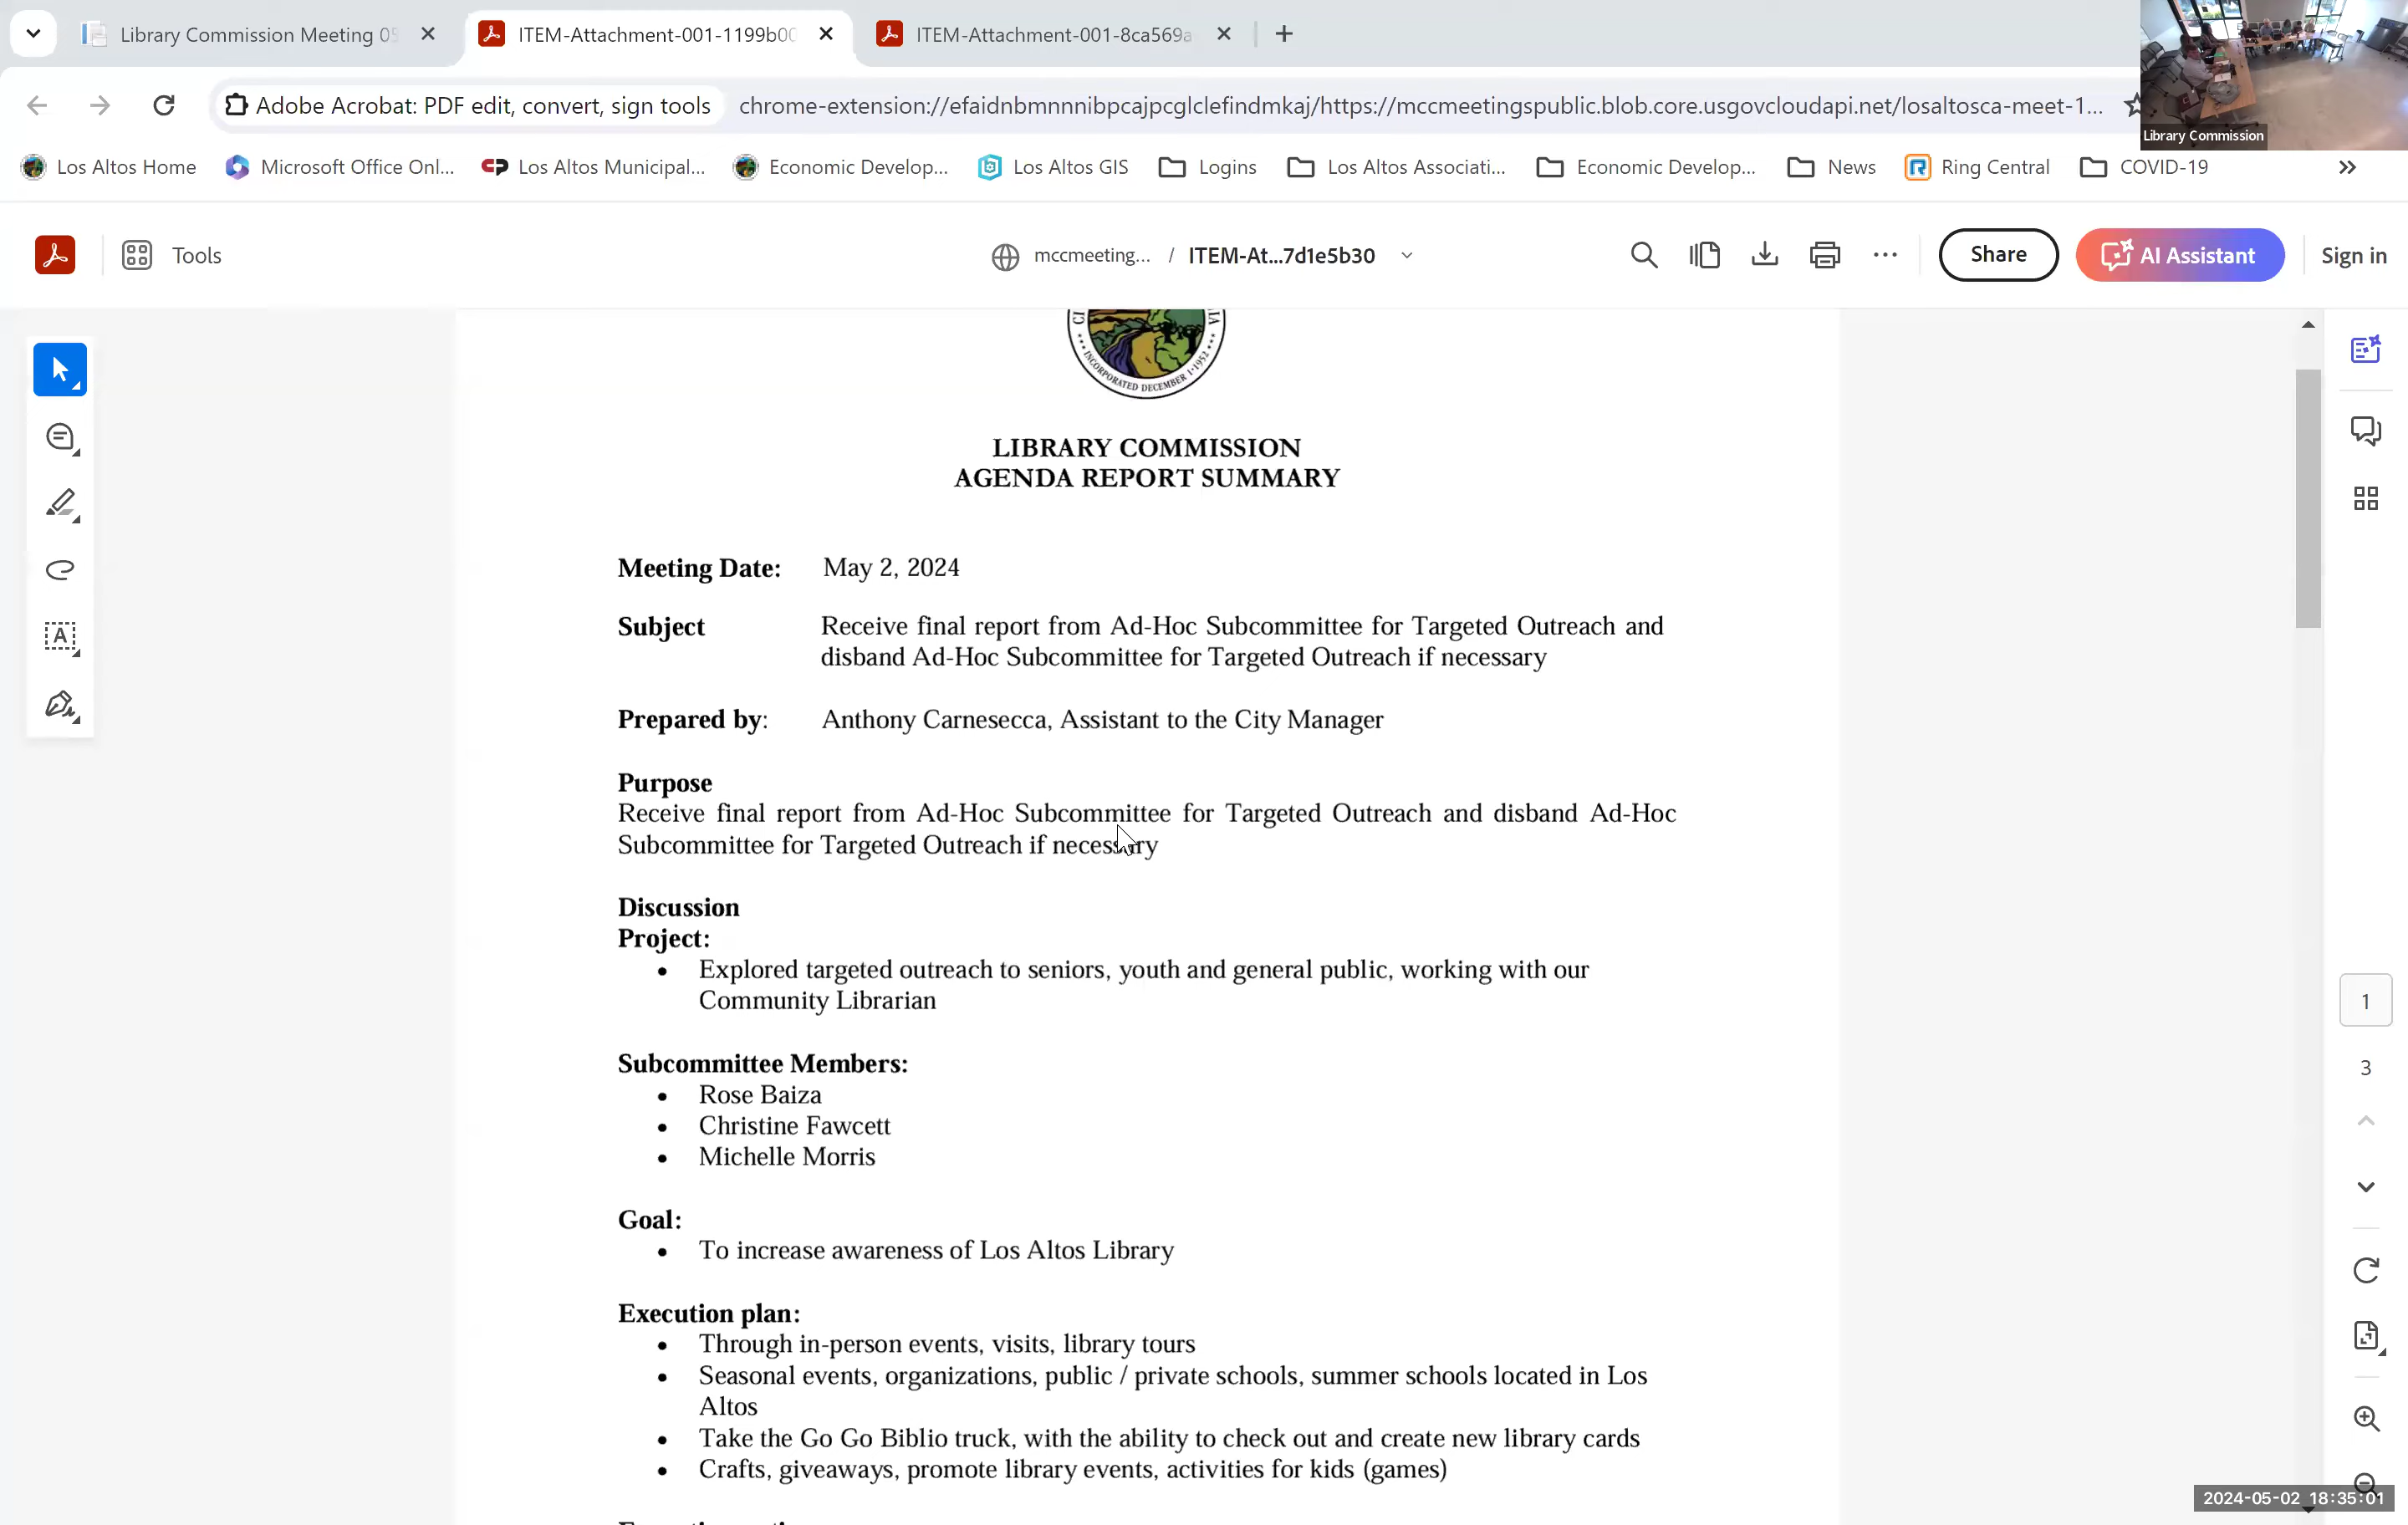 Library Commission Meeting 05
ITEM-Attachment-001-1199b00
ITEM-Attachment-001-8ca569a
Adobe Acrobat: PDF edit, convert, sign tools
chrome-extension://efaidnbmnnnibpcajpcglclefindmkaj/https://mccmeetingspublic.blob.core.usgovcloudapi.net/losaltosca-meet-1...
Library Commission
Los Altos Home
Microsoft Office Onl...
Los Altos Municipal...
Economic Develop...
Los Altos GIS
Logins
Los Altos Associati...
Economic Develop...
News
Ring Central
COVID-19
Tools
mccmeeting... / ITEM-At...7d1e5b30
Share
AI Assistant
Sign in
INCORPORATED DECEMBER 1·1952
LIBRARY COMMISSION
AGENDA REPORT SUMMARY
Meeting Date: May 2, 2024
Subject Receive final report from Ad-Hoc Subcommittee for Targeted Outreach and
disband Ad-Hoc Subcommittee for Targeted Outreach if necessary
Prepared by: Anthony Carnesecca, Assistant to the City Manager
Purpose
Receive final report from Ad-Hoc Subcommittee for Targeted Outreach and disband Ad-Hoc
Subcommittee for Targeted Outreach if necessary
Discussion
Project:
• Explored targeted outreach to seniors, youth and general public, working with our
Community Librarian
Subcommittee Members:
• Rose Baiza
• Christine Fawcett
• Michelle Morris
Goal:
• To increase awareness of Los Altos Library
Execution plan:
• Through in-person events, visits, library tours
• Seasonal events, organizations, public / private schools, summer schools located in Los
Altos
• Take the Go Go Biblio truck, with the ability to check out and create new library cards
• Crafts, giveaways, promote library events, activities for kids (games)
1
3
2024-05-02 18:35:01